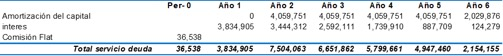 Per- 0 Año 1 Año 2 Año 3 Año 4 Año 5 Año 6
Amortización del capital 0 4,059,751 4,059,751 4,059,751 4,059,751 2,029,876
interes 3,834,905 3,444,312 2,592,111 1,739,910 887,709 124,279
Comisión Flat 36,538
Total servicio deuda 36,538 3,834,905 7,504,063 6,651,862 5,799,661 4,947,460 2,154,155